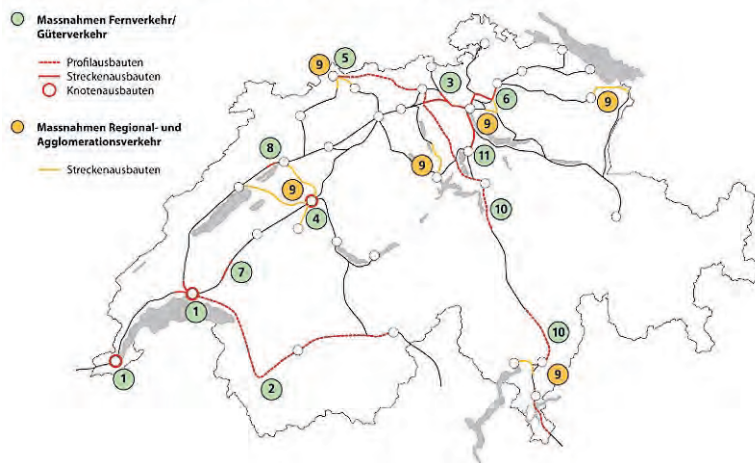 Massnahmen Fernverkehr/
Güterverkehr
Profilausbauten
Streckenausbauten
Knotenausbauten
Massnahmen Regional- und
Agglomerationsverkehr
Streckenausbauten
9
5
3
6
9
9
8
9
11
9
4
10
7
1
10
9
1
2